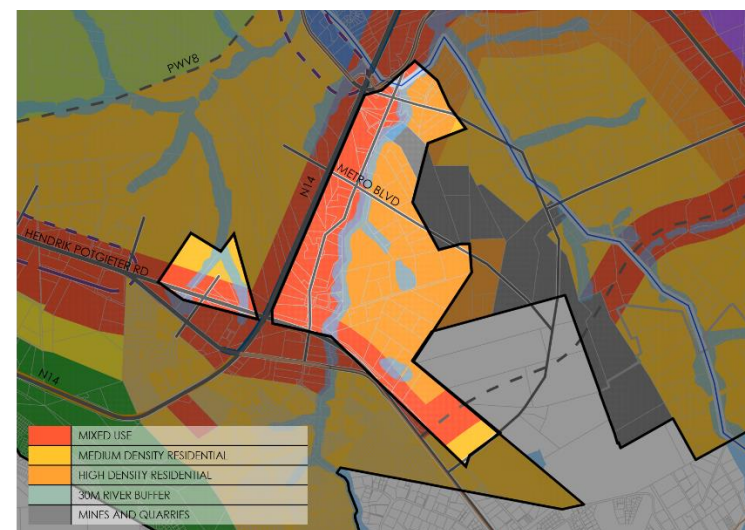 PWV8
METRO BLVD
N14
HENDRIK POTGIETER RD
N14
MIXED USE
MEDIUM DENSITY RESIDENTIAL
HIGH DENSITY RESIDENTIAL
30M RIVER BUFFER
MINES AND QUARRIES